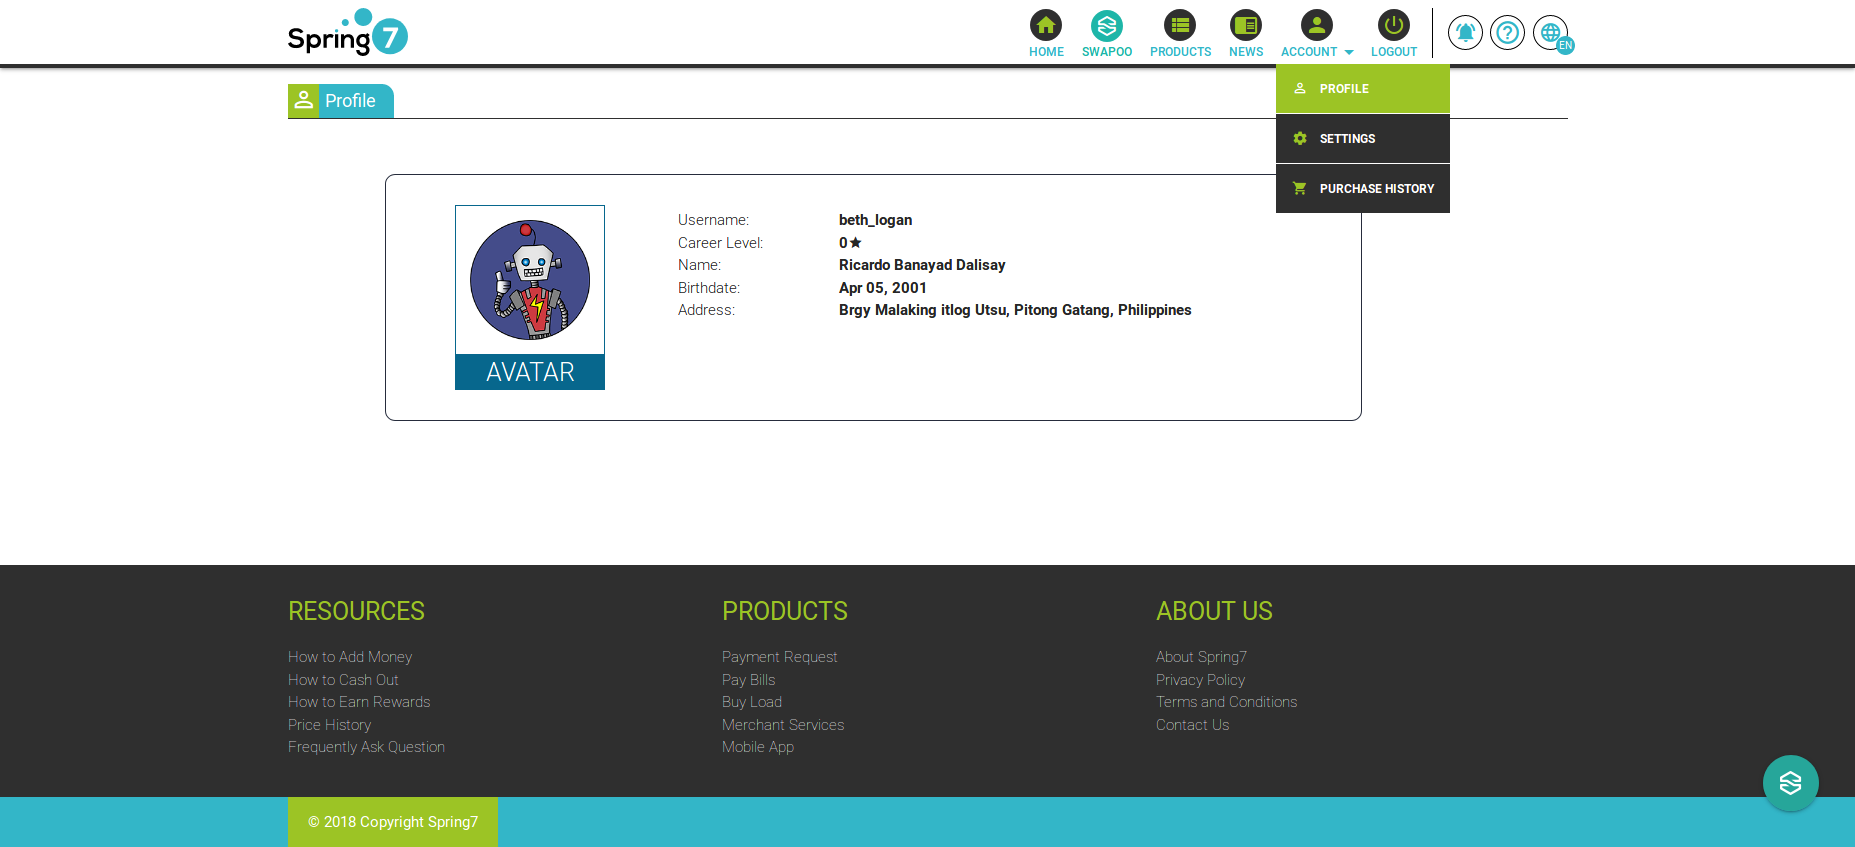 Spring7
HOME
SWAPOO
PRODUCTS
NEWS
ACCOUNT
LOGOUT
EN
PROFILE
SETTINGS
PURCHASE HISTORY
Profile
AVATAR
Username: beth_logan
Career Level: 0★
Name: Ricardo Banayad Dalisay
Birthdate: Apr 05, 2001
Address: Brgy Malaking itlog Utsu, Pitong Gatang, Philippines
RESOURCES
How to Add Money
How to Cash Out
How to Earn Rewards
Price History
Frequently Ask Question
PRODUCTS
Payment Request
Pay Bills
Buy Load
Merchant Services
Mobile App
ABOUT US
About Spring7
Privacy Policy
Terms and Conditions
Contact Us
© 2018 Copyright Spring7